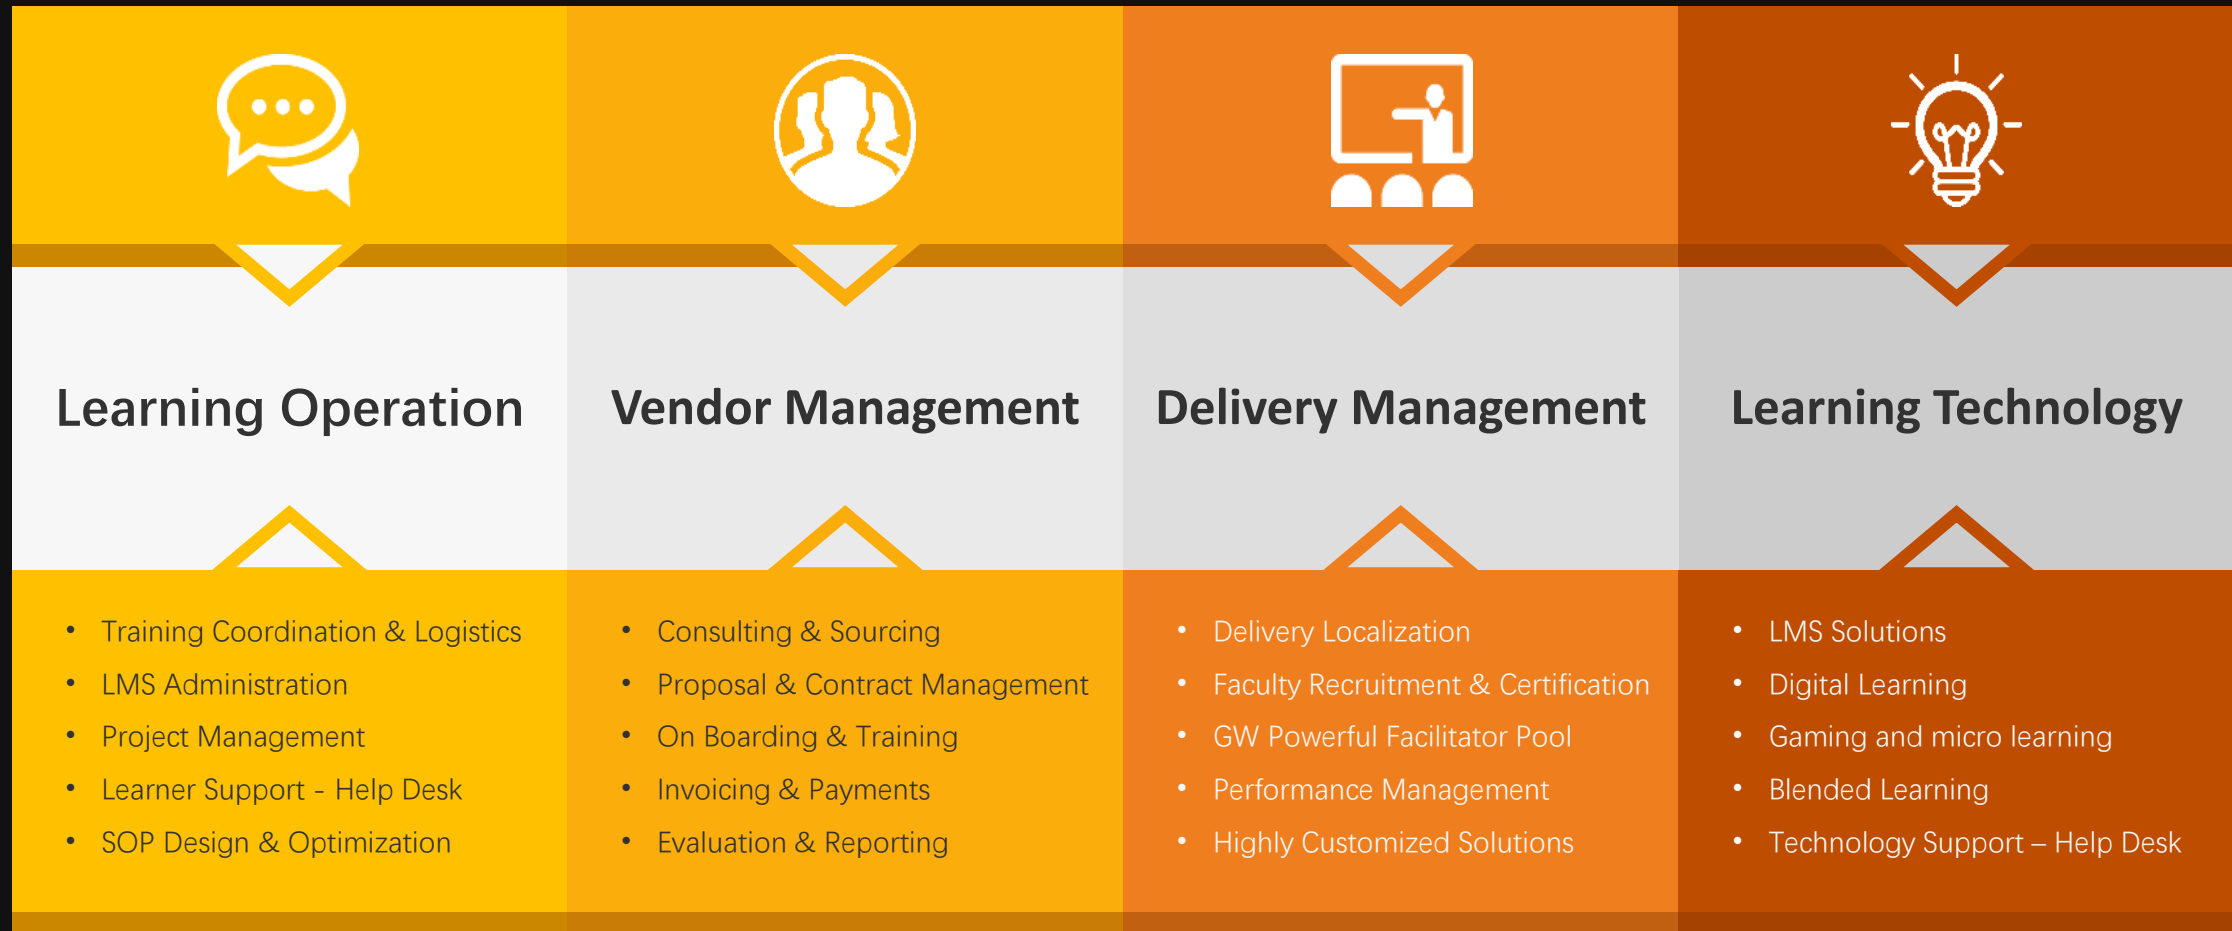 Learning Operation
Vendor Management
Delivery Management
Learning Technology
• Training Coordination & Logistics
• LMS Administration
• Project Management
• Learner Support - Help Desk
• SOP Design & Optimization
• Consulting & Sourcing
• Proposal & Contract Management
• On Boarding & Training
• Invoicing & Payments
• Evaluation & Reporting
• Delivery Localization
• Faculty Recruitment & Certification
• GW Powerful Facilitator Pool
• Performance Management
• Highly Customized Solutions
• LMS Solutions
• Digital Learning
• Gaming and micro learning
• Blended Learning
• Technology Support – Help Desk